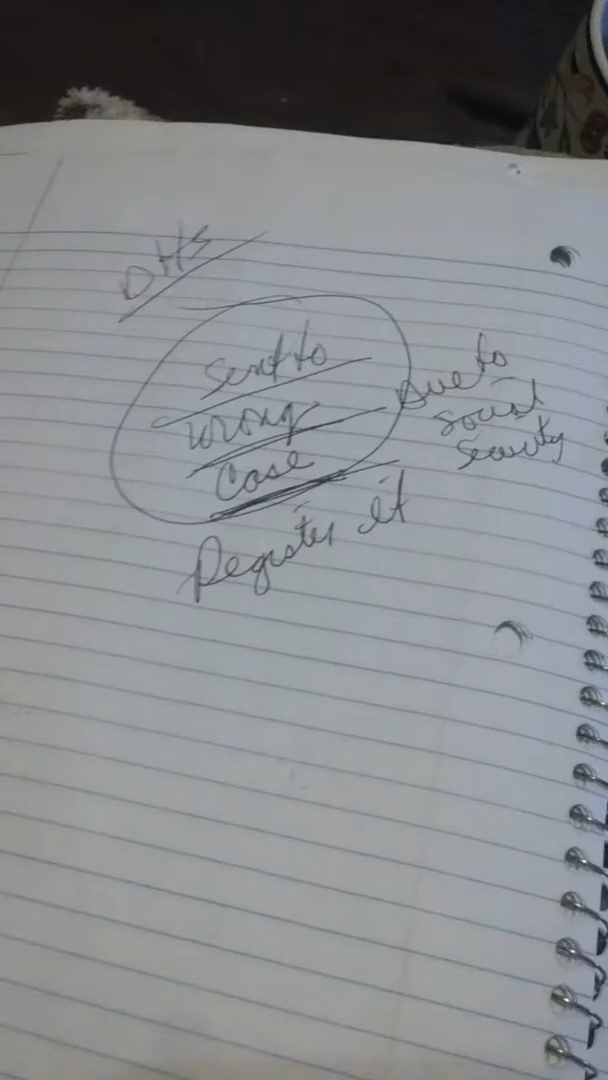 DHS
Sent to
wrong
Case
Due to
Social
Security
Register it